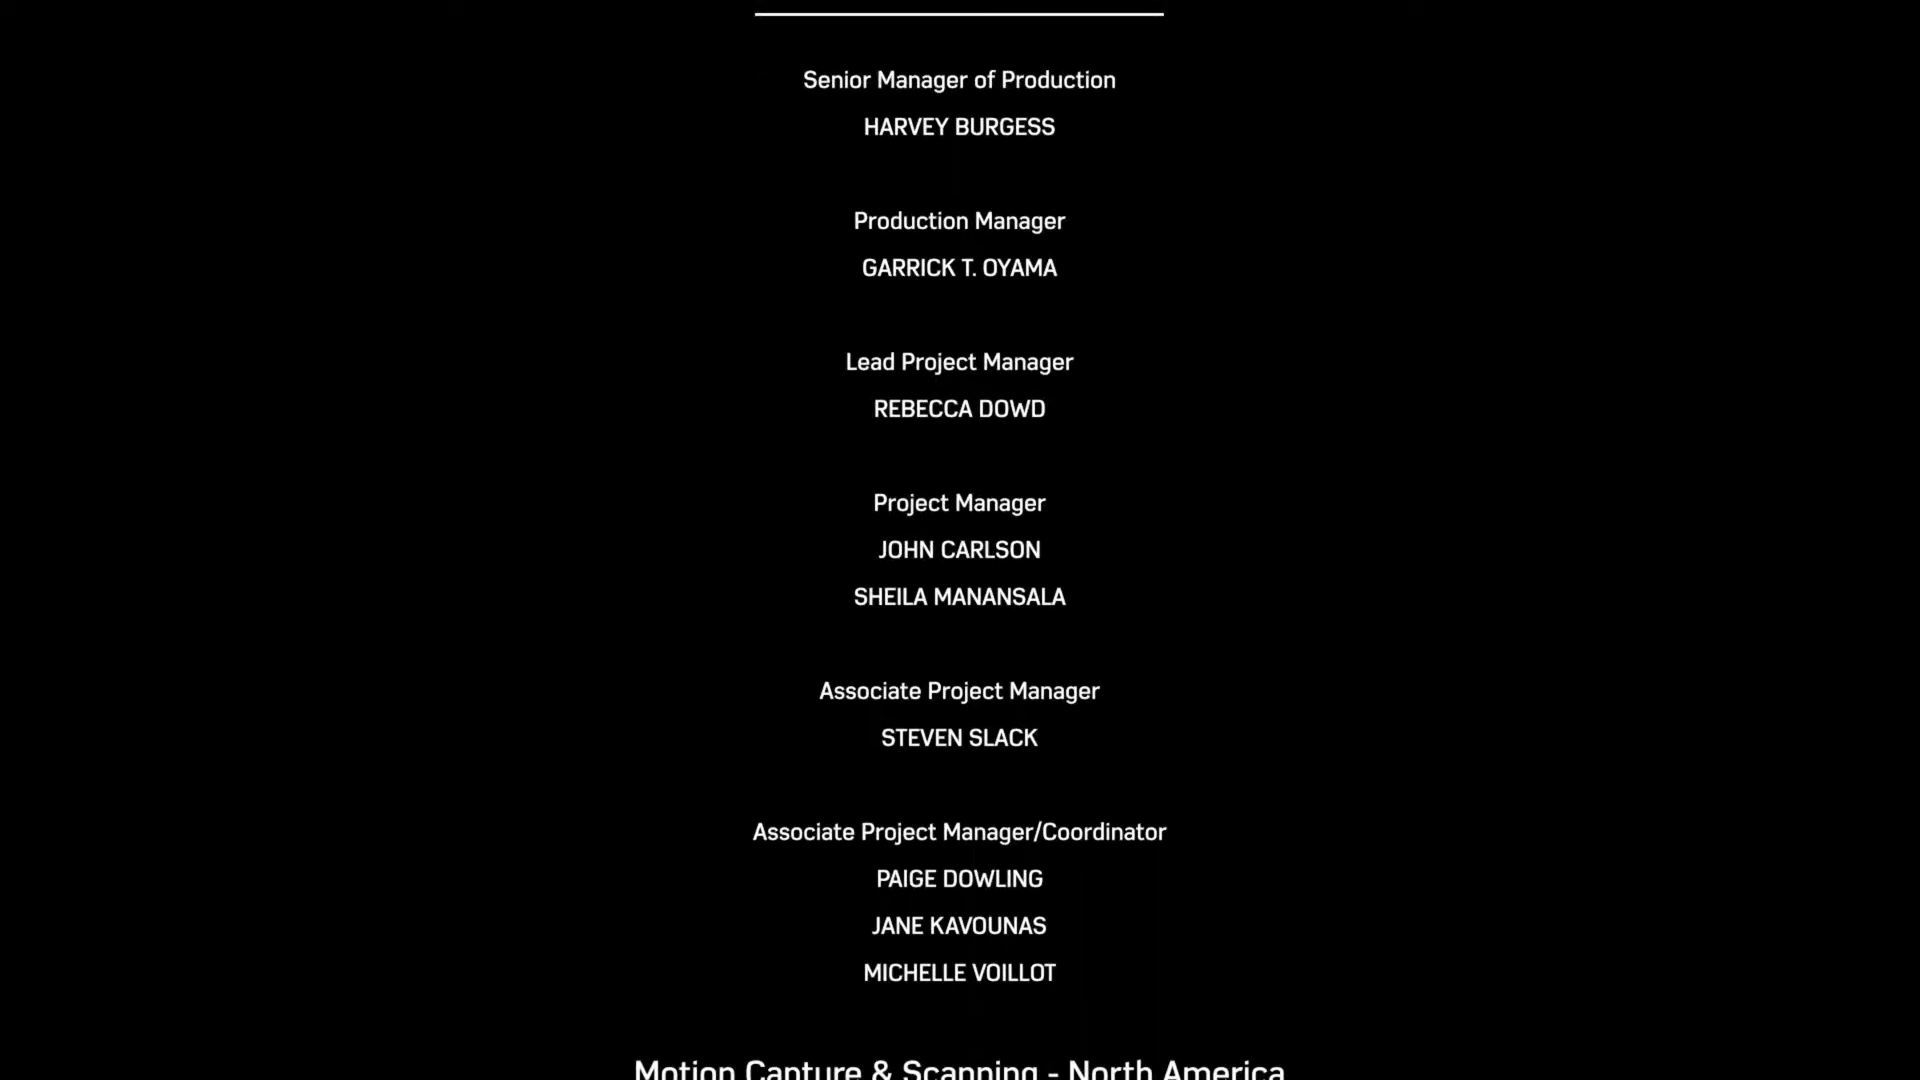 Senior Manager of Production
HARVEY BURGESS
Production Manager
GARRICK T. OYAMA
Lead Project Manager
REBECCA DOWD
Project Manager
JOHN CARLSON
SHEILA MANANSALA
Associate Project Manager
STEVEN SLACK
Associate Project Manager/Coordinator
PAIGE DOWLING
JANE KAVOUNAS
MICHELLE VOILLOT
Motion Capture & Scanning - North America